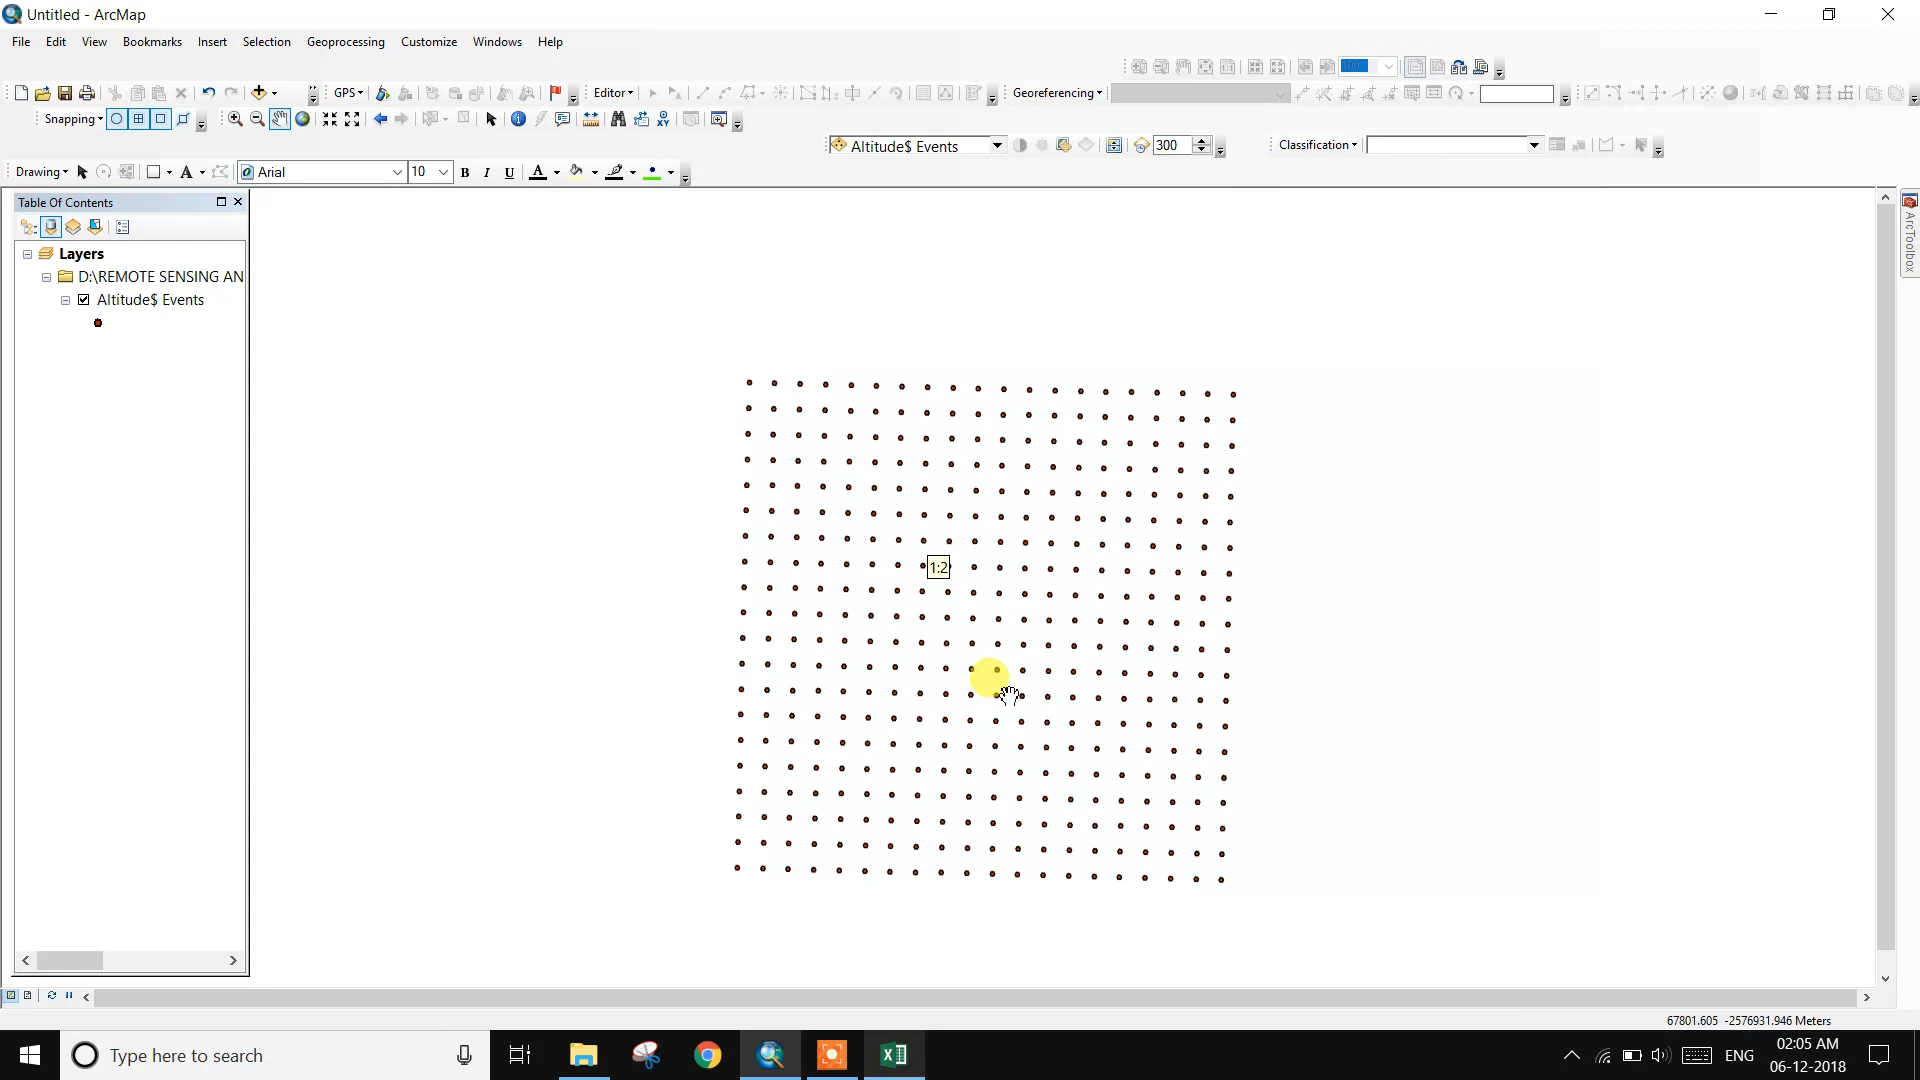 Untitled - ArcMap
File Edit View Bookmarks Insert Selection Geoprocessing Customize Windows Help
GPS Editor Georeferencing
Snapping
Altitude$ Events 300 Classification
Drawing Arial 10 B I U A
Table Of Contents
Layers
D:\REMOTE SENSING AN
Altitude$ Events
1:2
ArcToolbox
67801.605 -2576931.946 Meters
Type here to search
ENG
02:05 AM
06-12-2018